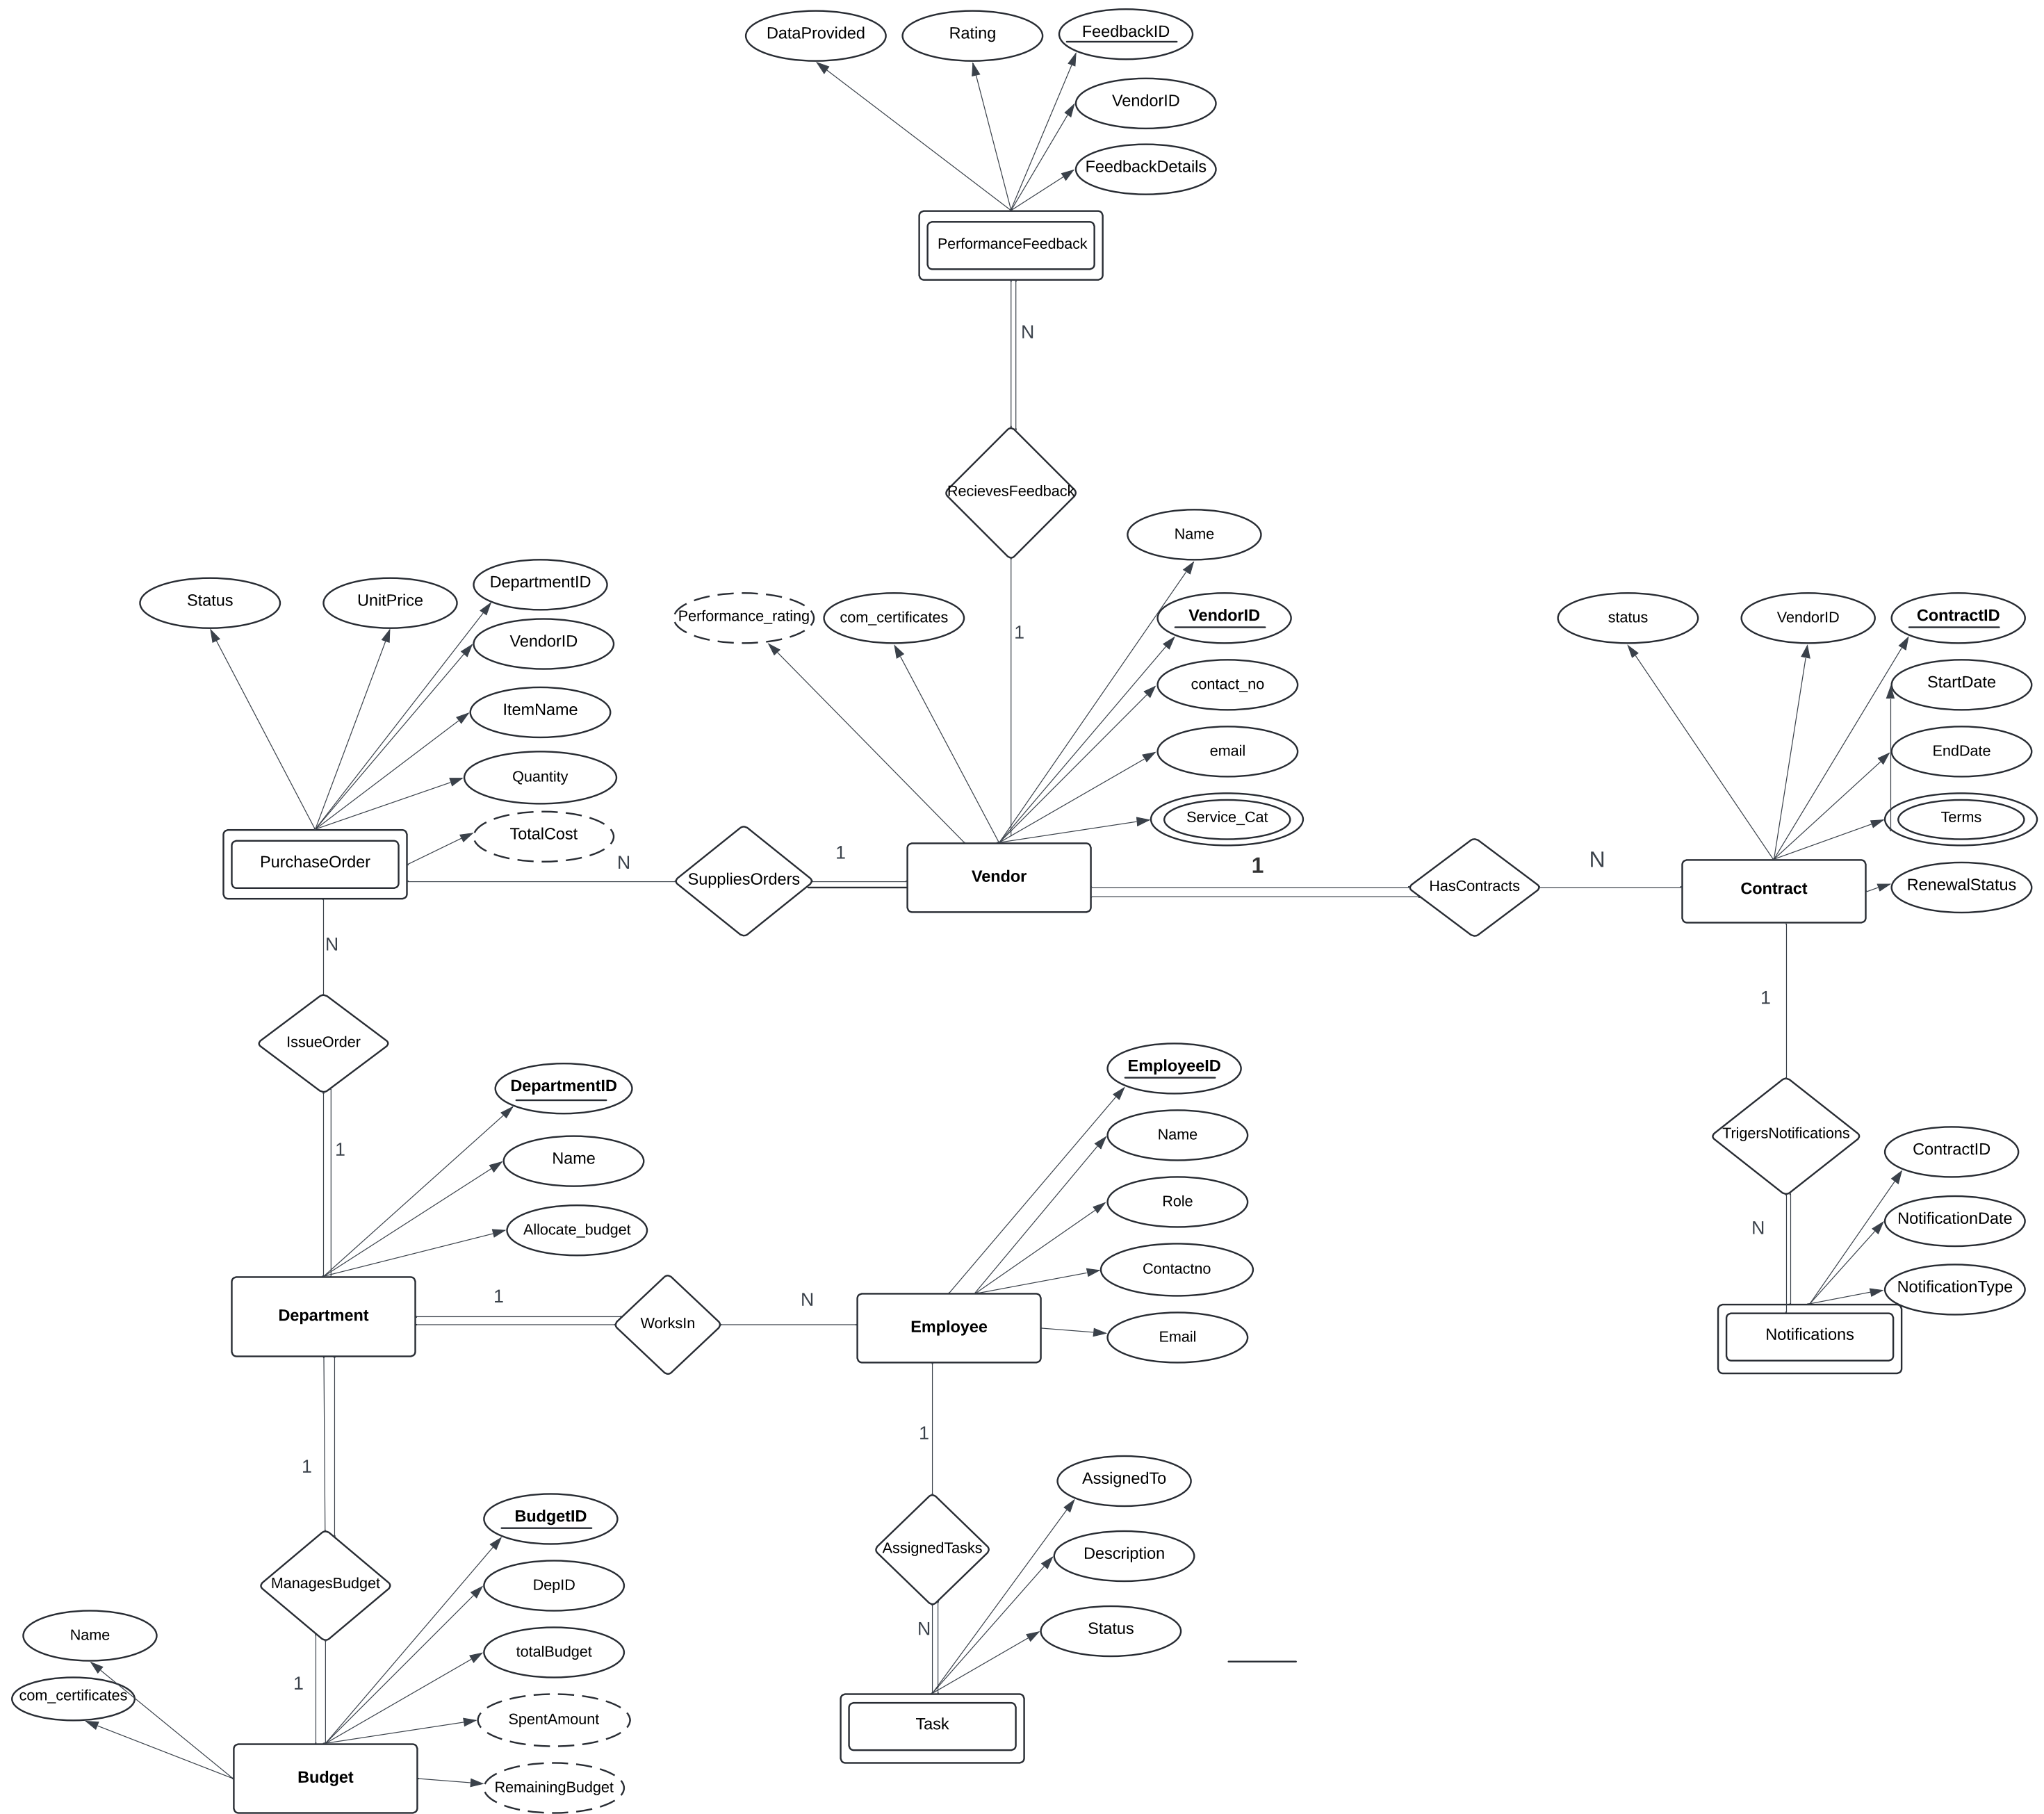 DataProvided
Rating
FeedbackID
VendorID
FeedbackDetails
PerformanceFeedback
N
RecievesFeedback
1
Name
Performance_rating
com_certificates
VendorID
contact_no
email
Service_Cat
Status
UnitPrice
DepartmentID
VendorID
ItemName
Quantity
TotalCost
PurchaseOrder
N
SuppliesOrders
1
Vendor
1
HasContracts
N
status
VendorID
ContractID
StartDate
EndDate
Terms
RenewalStatus
Contract
N
IssueOrder
1
DepartmentID
Name
Allocate_budget
Department
1
WorksIn
N
EmployeeID
Name
Role
Contactno
Email
Employee
1
TrigersNotifications
N
ContractID
NotificationDate
NotificationType
Notifications
1
ManagesBudget
1
BudgetID
DepID
totalBudget
SpentAmount
RemainingBudget
Name
com_certificates
Budget
1
AssignedTasks
N
AssignedTo
Description
Status
Task